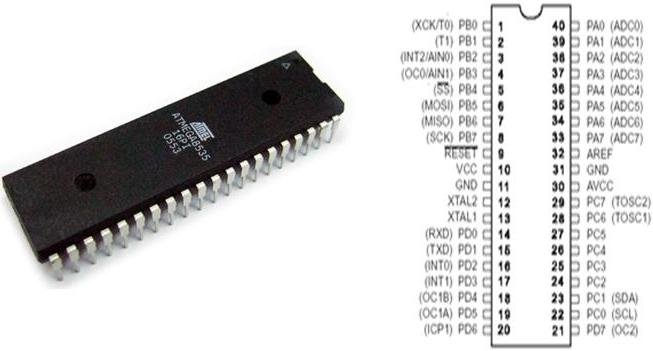 ATMEL
ATMEGA8535
16PI
0553
(XCK/T0) PB0 1 40 PA0 (ADC0)
(T1) PB1 2 39 PA1 (ADC1)
(INT2/AIN0) PB2 3 38 PA2 (ADC2)
(OC0/AIN1) PB3 4 37 PA3 (ADC3)
(SS) PB4 5 36 PA4 (ADC4)
(MOSI) PB5 6 35 PA5 (ADC5)
(MISO) PB6 7 34 PA6 (ADC6)
(SCK) PB7 8 33 PA7 (ADC7)
RESET 9 32 AREF
VCC 10 31 GND
GND 11 30 AVCC
XTAL2 12 29 PC7 (TOSC2)
XTAL1 13 28 PC6 (TOSC1)
(RXD) PD0 14 27 PC5
(TXD) PD1 15 26 PC4
(INT0) PD2 16 25 PC3
(INT1) PD3 17 24 PC2
(OC1B) PD4 18 23 PC1 (SDA)
(OC1A) PD5 19 22 PC0 (SCL)
(ICP1) PD6 20 21 PD7 (OC2)